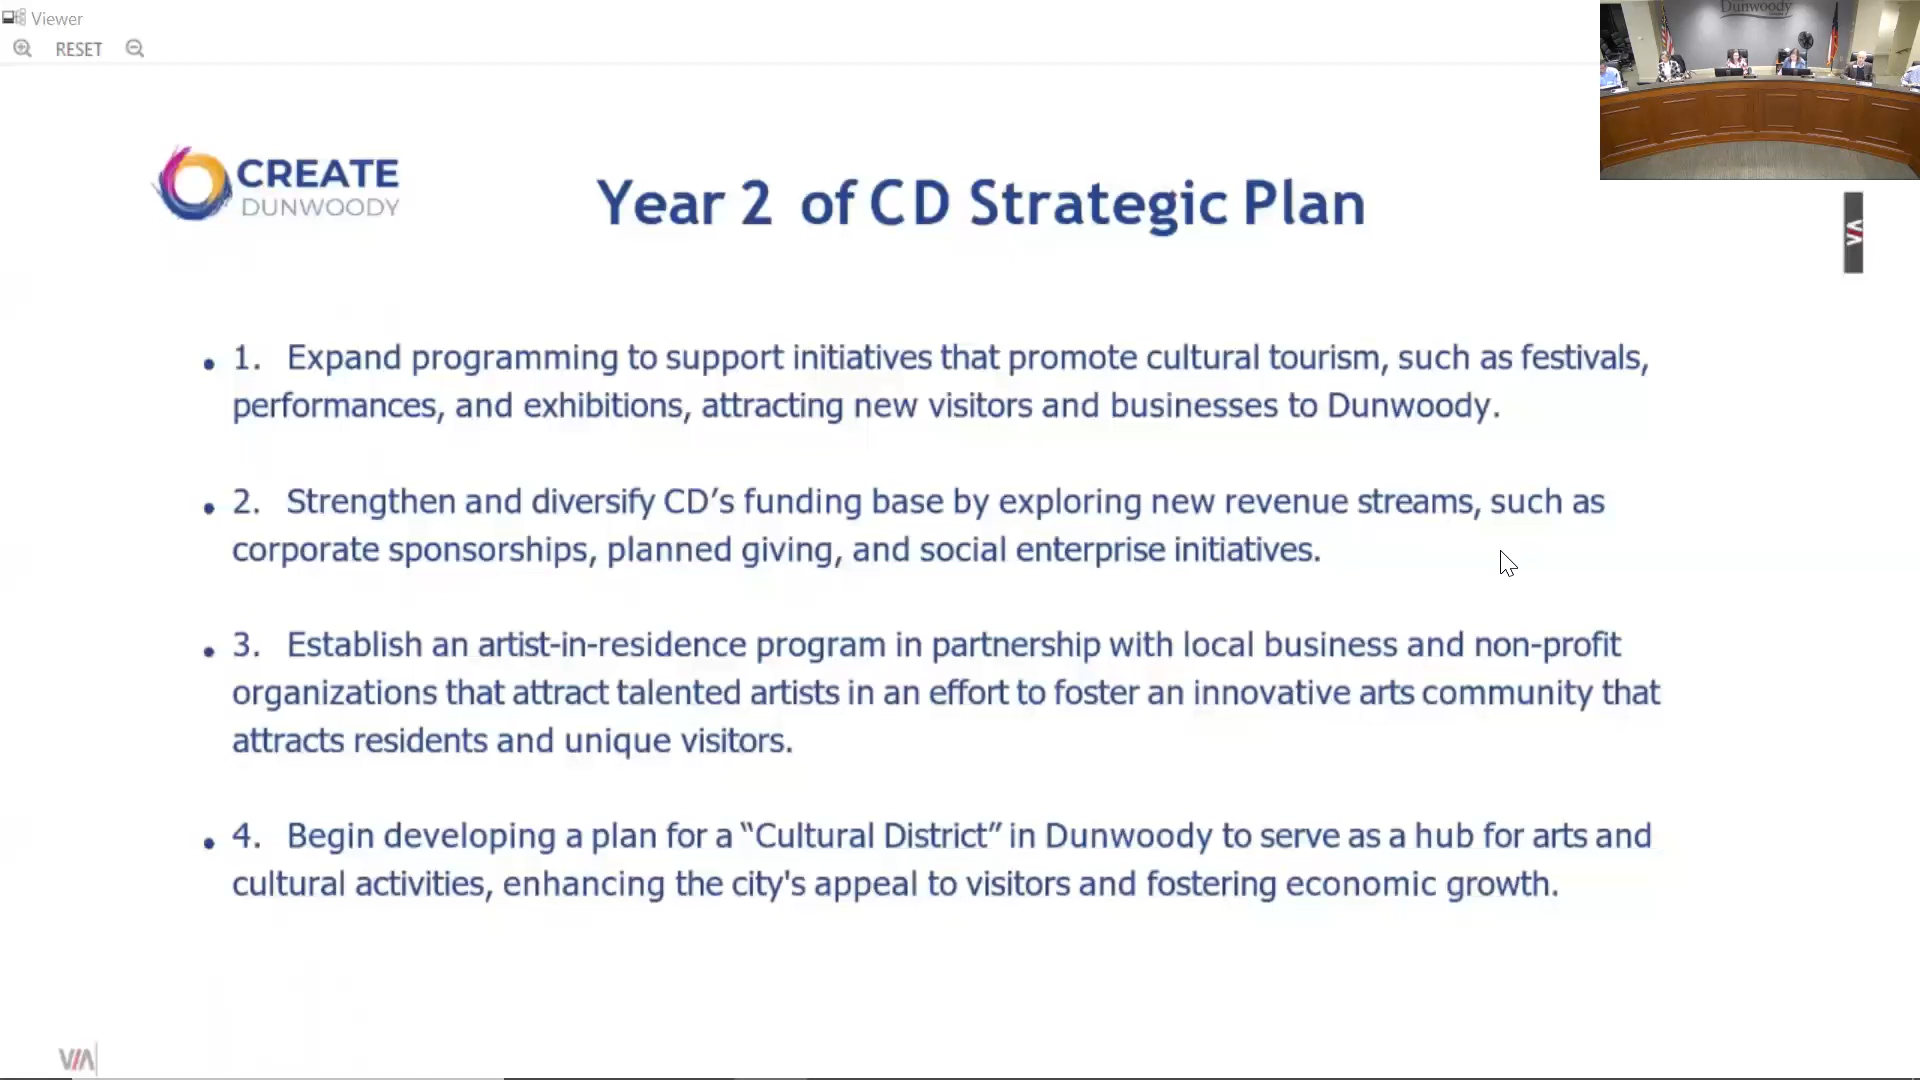 Viewer
RESET
Dunwoody
CREATE
DUNWOODY
Year 2 of CD Strategic Plan
• 1. Expand programming to support initiatives that promote cultural tourism, such as festivals,
performances, and exhibitions, attracting new visitors and businesses to Dunwoody.
• 2. Strengthen and diversify CD’s funding base by exploring new revenue streams, such as
corporate sponsorships, planned giving, and social enterprise initiatives.
• 3. Establish an artist-in-residence program in partnership with local business and non-profit
organizations that attract talented artists in an effort to foster an innovative arts community that
attracts residents and unique visitors.
• 4. Begin developing a plan for a “Cultural District” in Dunwoody to serve as a hub for arts and
cultural activities, enhancing the city's appeal to visitors and fostering economic growth.
VIA